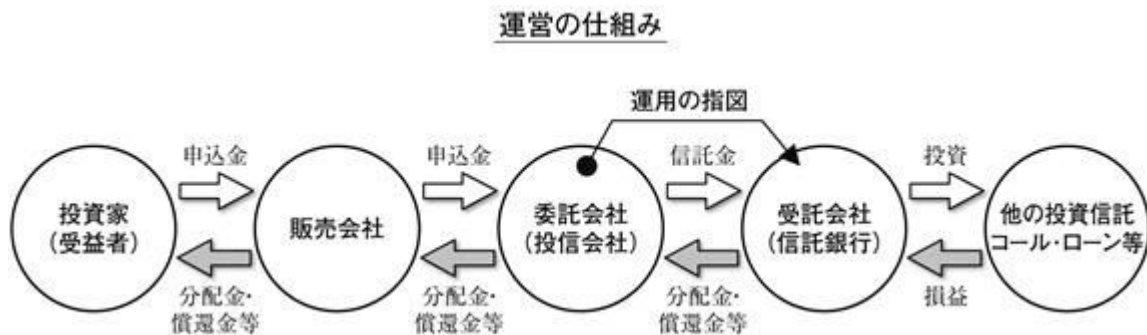 運営の仕組み
運用の指図
申込金
申込金
信託金
投資
投資家
(受益者)
販売会社
委託会社
(投信会社)
受託会社
(信託銀行)
他の投資信託
コール・ローン等
分配金・
償還金等
分配金・
償還金等
分配金・
償還金等
損益